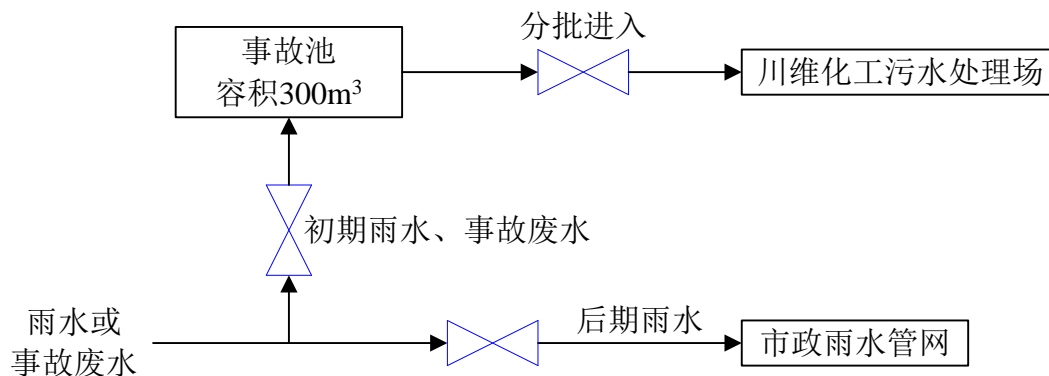 分批进入
事故池
容积300m³
川维化工污水处理场
初期雨水、事故废水
雨水或
事故废水
后期雨水
市政雨水管网